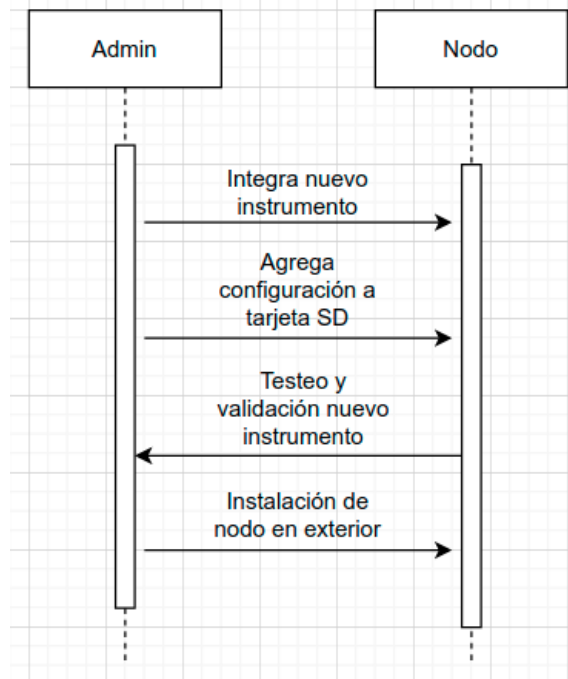 Admin
Nodo
Integra nuevo
instrumento
Agrega
configuración a
tarjeta SD
Testeo y
validación nuevo
instrumento
Instalación de
nodo en exterior